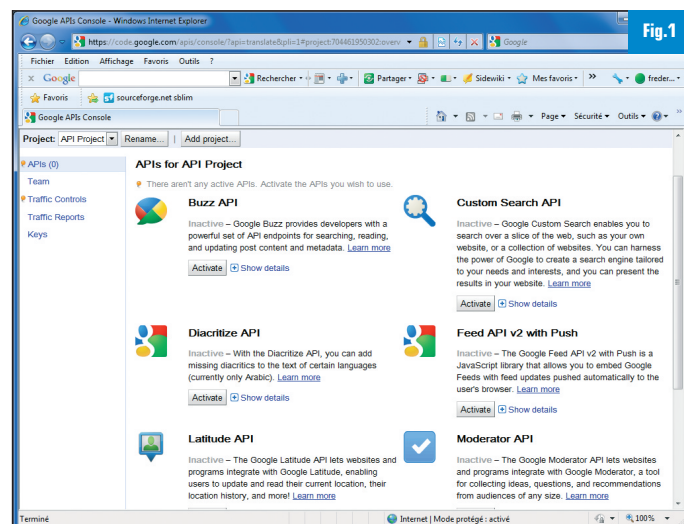 Google APIs Console - Windows Internet Explorer
Fig.1
https://code.google.com/apis/console/?api=translate&pli=1#project:704461950302:overv
Google
Fichier Edition Affichage Favoris Outils ?
x Google Rechercher Partager Sidewiki Mes favoris » freder...
Favoris sourceforge.net sblim
Google APIs Console
Page Sécurité Outils »
Project: API Project Rename... | Add project...
APIs (0)
Team
Traffic Controls
Traffic Reports
Keys
APIs for API Project
There aren't any active APIs. Activate the APIs you wish to use.
Buzz API
Inactive – Google Buzz provides developers with a
powerful set of API endpoints for searching, reading,
and updating post content and metadata. Learn more
Activate Show details
Custom Search API
Inactive – Google Custom Search enables you to
search over a slice of the web, such as your own
website, or a collection of websites. You can harness
the power of Google to create a search engine tailored
to your needs and interests, and you can present the
results in your website. Learn more
Activate Show details
Diacritize API
Inactive – With the Diacritize API, you can add
missing diacritics to the text of certain languages
(currently only Arabic). Learn more
Activate Show details
Feed API v2 with Push
Inactive – The Google Feed API v2 with Push is a
JavaScript library that allows you to embed Google
Feeds with feed updates pushed automatically to the
user's browser. Learn more
Activate Show details
Latitude API
Inactive – The Google Latitude API lets websites and
programs integrate with Google Latitude, enabling
users to update and read their current location, their
location history, and more! Learn more
Moderator API
Inactive – The Google Moderator API lets websites
and programs integrate with Google Moderator, a tool
for collecting ideas, questions, and recommendations
from audiences of any size. Learn more
Terminé
Internet | Mode protégé : activé
100%